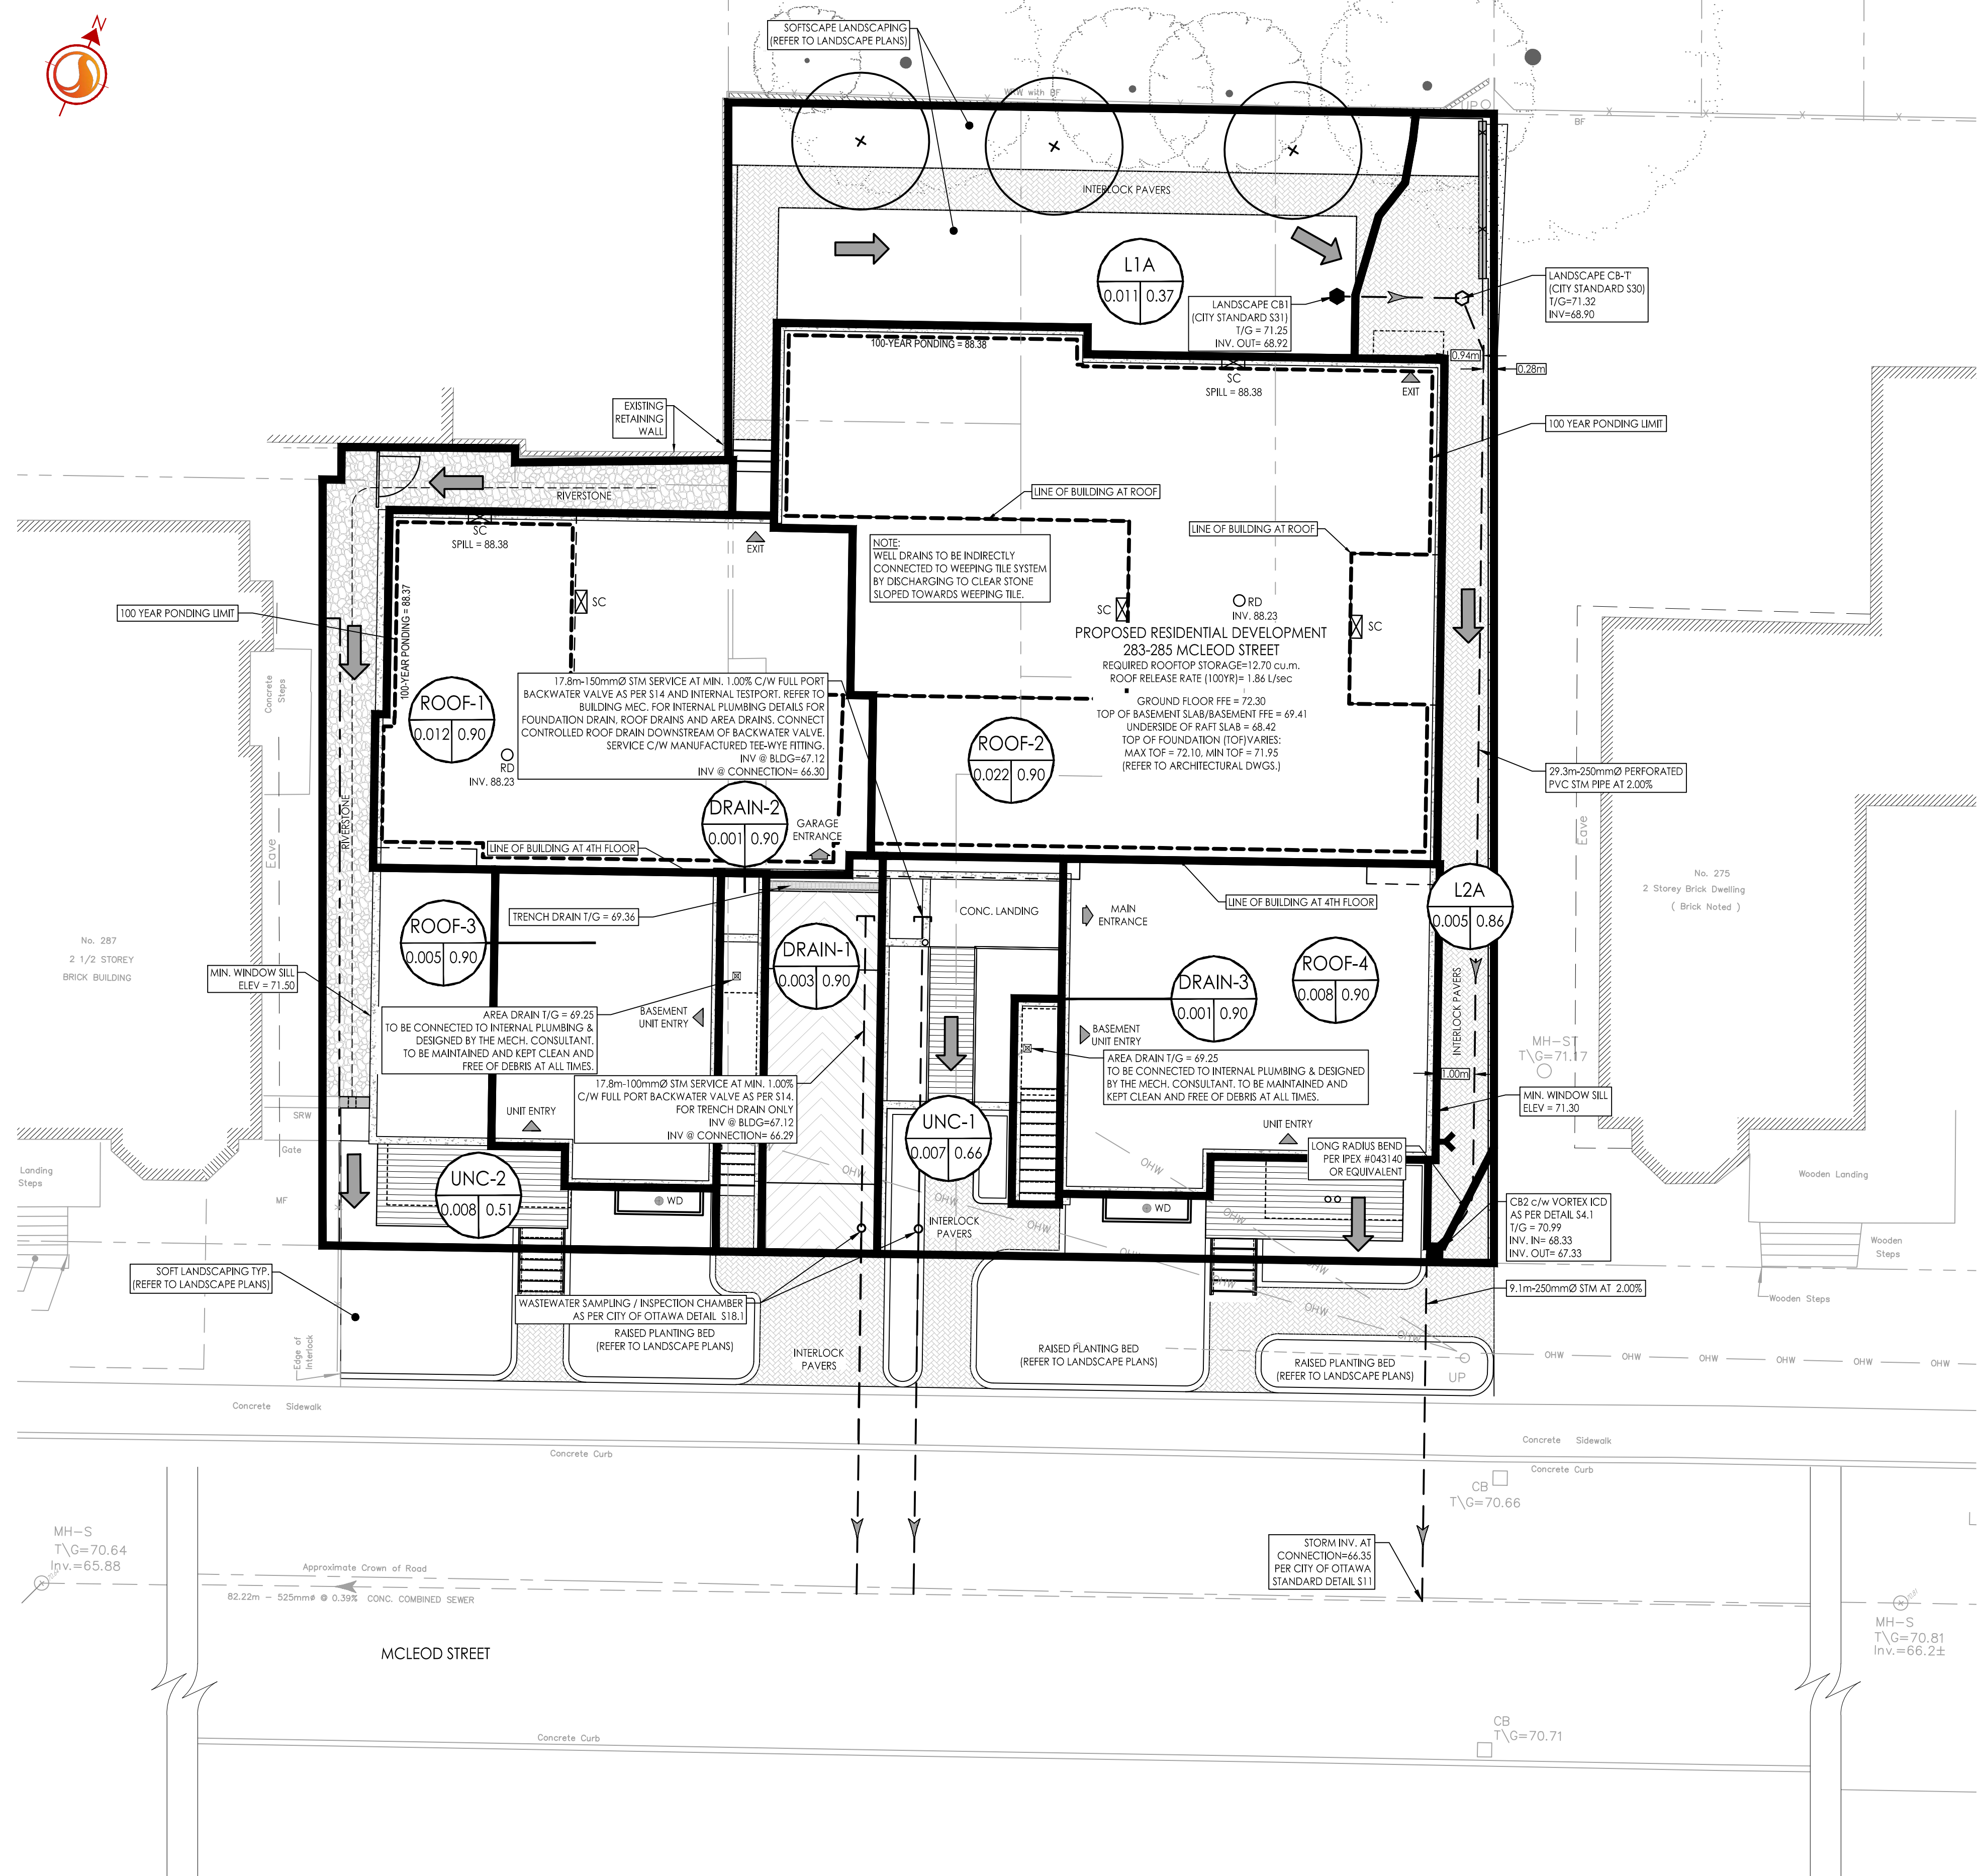 N
SOFTSCAPE LANDSCAPING
(REFER TO LANDSCAPE PLANS)
WRW with BF
UP
BF
INTERLOCK PAVERS
L1A
0.011 0.37
LANDSCAPE CB1
(CITY STANDARD S31)
T/G = 71.25
INV. OUT= 68.92
LANDSCAPE CB-'T'
(CITY STANDARD S30)
T/G=71.32
INV=68.90
0.94m
0.28m
100-YEAR PONDING = 88.38
SC
SPILL = 88.38
EXIT
EXISTING
RETAINING
WALL
100 YEAR PONDING LIMIT
RIVERSTONE
LINE OF BUILDING AT ROOF
LINE OF BUILDING AT ROOF
SC
SPILL = 88.38
EXIT
NOTE:
WELL DRAINS TO BE INDIRECTLY
CONNECTED TO WEEPING TILE SYSTEM
BY DISCHARGING TO CLEAR STONE
SLOPED TOWARDS WEEPING TILE.
100 YEAR PONDING LIMIT
100-YEAR PONDING = 88.37
SC
SC
RD
INV. 88.23
SC
PROPOSED RESIDENTIAL DEVELOPMENT
283-285 MCLEOD STREET
REQUIRED ROOFTOP STORAGE=12.70 cu.m.
ROOF RELEASE RATE (100YR)= 1.86 L/sec
GROUND FLOOR FFE = 72.30
TOP OF BASEMENT SLAB/BASEMENT FFE = 69.41
UNDERSIDE OF RAFT SLAB = 68.42
TOP OF FOUNDATION (TOF)VARIES:
MAX TOF = 72.10, MIN TOF = 71.95
(REFER TO ARCHITECTURAL DWGS.)
Concrete
Steps
17.8m-150mmØ STM SERVICE AT MIN. 1.00% C/W FULL PORT
BACKWATER VALVE AS PER S14 AND INTERNAL TESTPORT. REFER TO
BUILDING MEC. FOR INTERNAL PLUMBING DETAILS FOR
FOUNDATION DRAIN, ROOF DRAINS AND AREA DRAINS. CONNECT
CONTROLLED ROOF DRAIN DOWNSTREAM OF BACKWATER VALVE.
SERVICE C/W MANUFACTURED TEE-WYE FITTING.
INV @ BLDG=67.12
INV @ CONNECTION= 66.30
ROOF-1
0.012 0.90
RD
INV. 88.23
ROOF-2
0.022 0.90
29.3m-250mmØ PERFORATED
PVC STM PIPE AT 2.00%
DRAIN-2
0.001 0.90
GARAGE
ENTRANCE
RIVERSTONE
Eave
Eave
LINE OF BUILDING AT 4TH FLOOR
LINE OF BUILDING AT 4TH FLOOR
No. 275
2 Storey Brick Dwelling
( Brick Noted )
L2A
0.005 0.86
TRENCH DRAIN T/G = 69.36
CONC. LANDING
MAIN
ENTRANCE
No. 287
2 1/2 STOREY
BRICK BUILDING
ROOF-3
0.005 0.90
DRAIN-1
0.003 0.90
DRAIN-3
0.001 0.90
ROOF-4
0.008 0.90
MIN. WINDOW SILL
ELEV = 71.50
AREA DRAIN T/G = 69.25
TO BE CONNECTED TO INTERNAL PLUMBING &
DESIGNED BY THE MECH. CONSULTANT.
TO BE MAINTAINED AND KEPT CLEAN AND
FREE OF DEBRIS AT ALL TIMES.
BASEMENT
UNIT ENTRY
BASEMENT
UNIT ENTRY
INTERLOCK PAVERS
MH-ST
T\G=71.17
AREA DRAIN T/G = 69.25
TO BE CONNECTED TO INTERNAL PLUMBING & DESIGNED
BY THE MECH. CONSULTANT. TO BE MAINTAINED AND
KEPT CLEAN AND FREE OF DEBRIS AT ALL TIMES.
1.00m
17.8m-100mmØ STM SERVICE AT MIN. 1.00%
C/W FULL PORT BACKWATER VALVE AS PER S14.
FOR TRENCH DRAIN ONLY
INV @ BLDG=67.12
INV @ CONNECTION= 66.29
MIN. WINDOW SILL
ELEV = 71.30
SRW
Gate
UNIT ENTRY
UNC-1
0.007 0.66
UNIT ENTRY
LONG RADIUS BEND
PER IPEX #043140
OR EQUIVALENT
Landing
Steps
MF
UNC-2
0.008 0.51
OHW
OHW
OHW
OHW
OHW
OHW
OHW
OHW
OHW
OHW
WD
WD
INTERLOCK
PAVERS
Wooden Landing
CB2 c/w VORTEX ICD
AS PER DETAIL S4.1
T/G = 70.99
INV. IN= 68.33
INV. OUT= 67.33
Wooden
Steps
SOFT LANDSCAPING TYP.
(REFER TO LANDSCAPE PLANS)
9.1m-250mmØ STM AT 2.00%
Wooden Steps
WASTEWATER SAMPLING / INSPECTION CHAMBER
AS PER CITY OF OTTAWA DETAIL S18.1
RAISED PLANTING BED
(REFER TO LANDSCAPE PLANS)
Edge of
Interlock
INTERLOCK
PAVERS
RAISED PLANTING BED
(REFER TO LANDSCAPE PLANS)
RAISED PLANTING BED
(REFER TO LANDSCAPE PLANS)
UP
OHW OHW OHW OHW OHW OHW
Concrete Sidewalk
Concrete Sidewalk
Concrete Curb
Concrete Curb
CB
T\G=70.66
MH-S
T\G=70.64
Inv.=65.88
STORM INV. AT
CONNECTION=66.35
PER CITY OF OTTAWA
STANDARD DETAIL S11
Approximate Crown of Road
82.22m - 525mmø @ 0.39% CONC. COMBINED SEWER
MH-S
T\G=70.81
Inv.=66.2±
MCLEOD STREET
CB
T\G=70.71
Concrete Curb